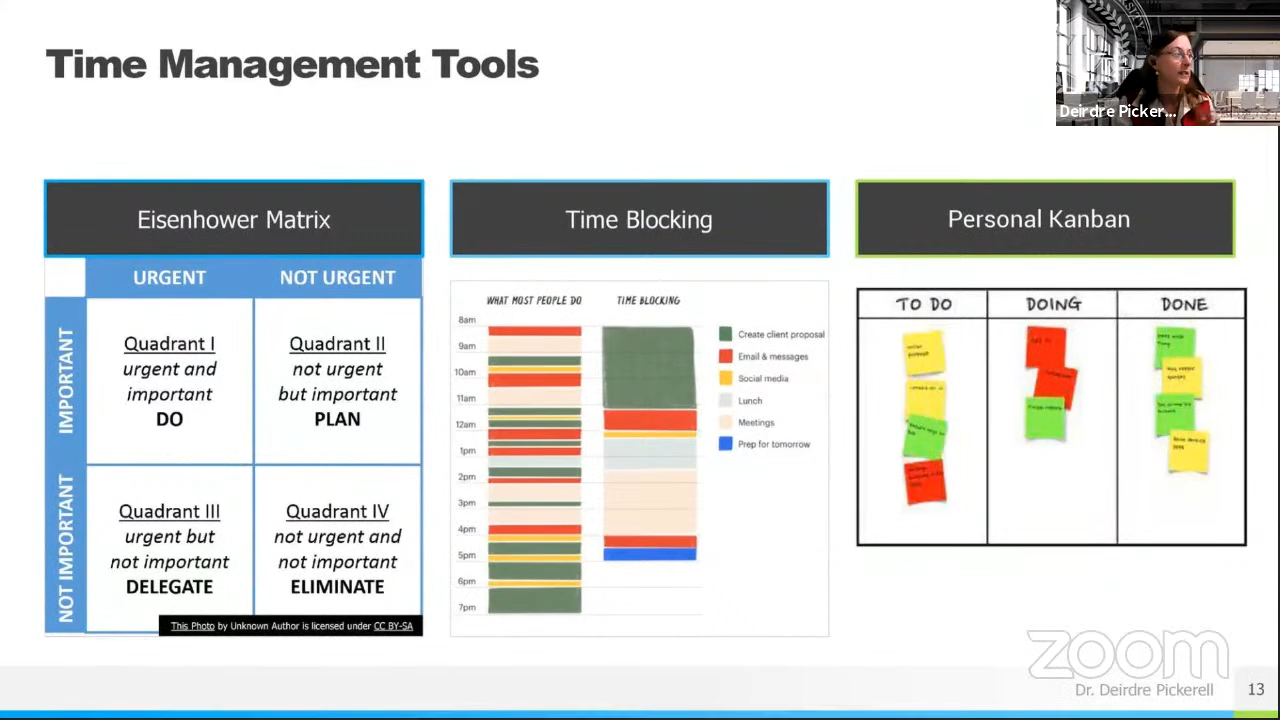 Time Management Tools
SITY
Deirdre Picker...
Eisenhower Matrix
URGENT
NOT URGENT
IMPORTANT
Quadrant I
urgent and
important
DO
Quadrant II
not urgent
but important
PLAN
NOT IMPORTANT
Quadrant III
urgent but
not important
DELEGATE
Quadrant IV
not urgent and
not important
ELIMINATE
This Photo by Unknown Author is licensed under CC BY-SA
Time Blocking
WHAT MOST PEOPLE DO
TIME BLOCKING
8am
9am
10am
11am
12am
1pm
2pm
3pm
4pm
5pm
6pm
7pm
Create client proposal
Email & messages
Social media
Lunch
Meetings
Prep for tomorrow
Personal Kanban
TO DO
DOING
DONE
zoom
Dr. Deirdre Pickerell
13